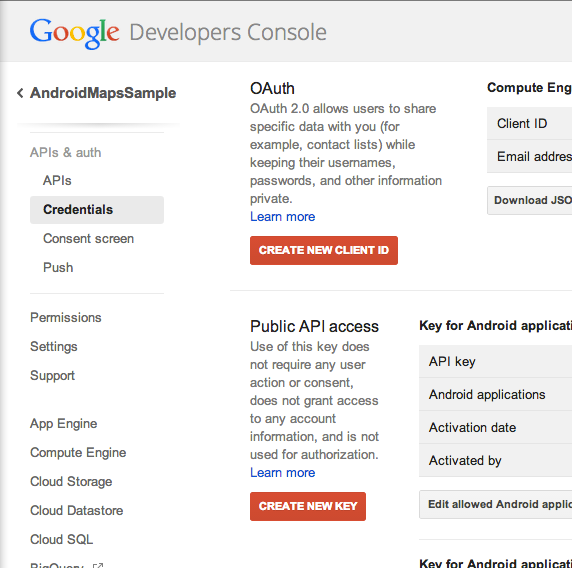 Google Developers Console
AndroidMapsSample
APIs & auth
APIs
Credentials
Consent screen
Push
Permissions
Settings
Support
App Engine
Compute Engine
Cloud Storage
Cloud Datastore
Cloud SQL
BigQuery
OAuth
OAuth 2.0 allows users to share
specific data with you (for
example, contact lists) while
keeping their usernames,
passwords, and other information
private.
Learn more
CREATE NEW CLIENT ID
Compute Eng
Client ID
Email addres
Download JSO
Public API access
Use of this key does
not require any user
action or consent,
does not grant access
to any account
information, and is not
used for authorization.
Learn more
CREATE NEW KEY
Key for Android applicati
API key
Android applications
Activation date
Activated by
Edit allowed Android applic
Key for Android applicati